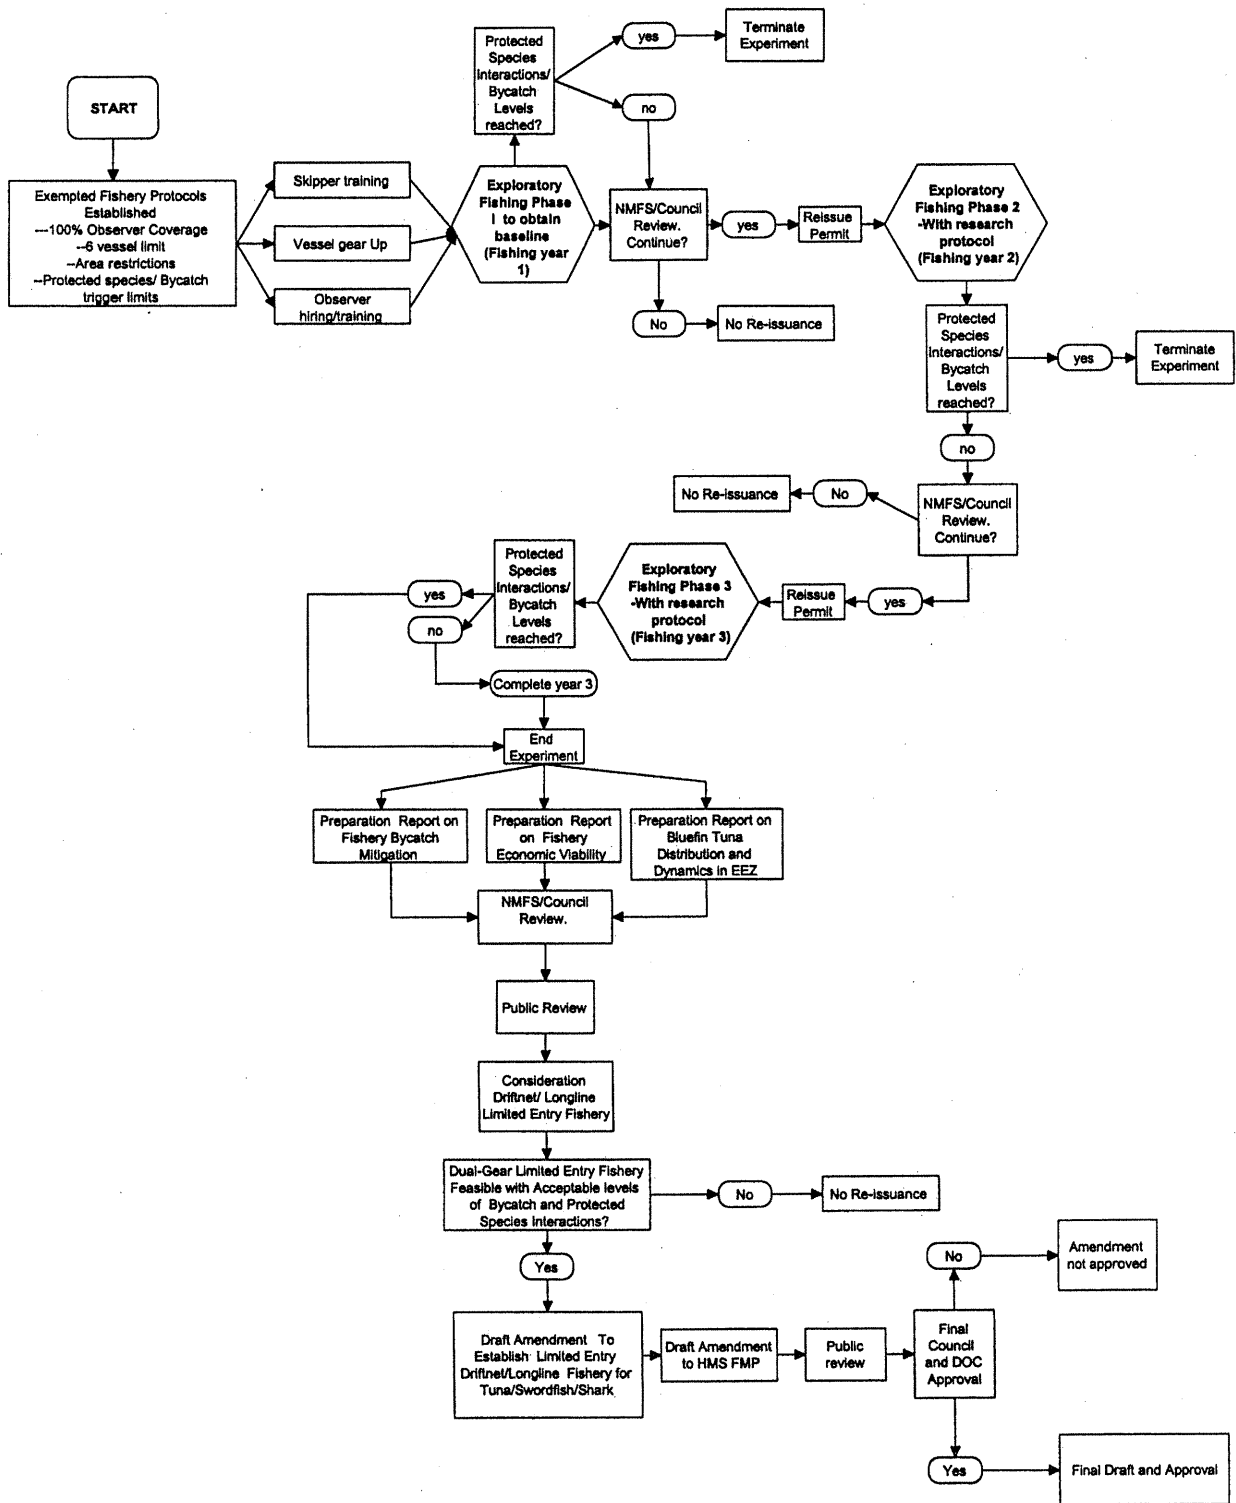 START
Exempted Fishery Protocols
Established
---100% Observer Coverage
--6 vessel limit
--Area restrictions
--Protected species/ Bycatch
trigger limits
Skipper training
Vessel gear Up
Observer
hiring/training
Exploratory
Fishing Phase
I to obtain
baseline
(Fishing year
1)
Protected
Species
Interactions/
Bycatch
Levels
reached?
yes
Terminate
Experiment
no
NMFS/Council
Review.
Continue?
yes
Reissue
Permit
No
No Re-issuance
Exploratory
Fishing Phase 2
-With research
protocol
(Fishing year 2)
Protected
Species
Interactions/
Bycatch
Levels
reached?
yes
Terminate
Experiment
no
NMFS/Council
Review.
Continue?
No
No Re-issuance
yes
Reissue
Permit
Exploratory
Fishing Phase 3
-With research
protocol
(Fishing year 3)
Protected
Species
Interactions/
Bycatch
Levels
reached?
yes
no
Complete year 3
End
Experiment
Preparation Report on
Fishery Bycatch
Mitigation
Preparation Report
on Fishery
Economic Viability
Preparation Report on
Bluefin Tuna
Distribution and
Dynamics in EEZ
NMFS/Council
Review.
Public Review
Consideration
Driftnet/ Longline
Limited Entry Fishery
Dual-Gear Limited Entry Fishery
Feasible with Acceptable levels
of Bycatch and Protected
Species Interactions?
No
No Re-issuance
Yes
Draft Amendment To
Establish Limited Entry
Driftnet/Longline Fishery for
Tuna/Swordfish/Shark
Draft Amendment
to HMS FMP
Public
review
Final
Council
and DOC
Approval
No
Amendment
not approved
Yes
Final Draft and Approval